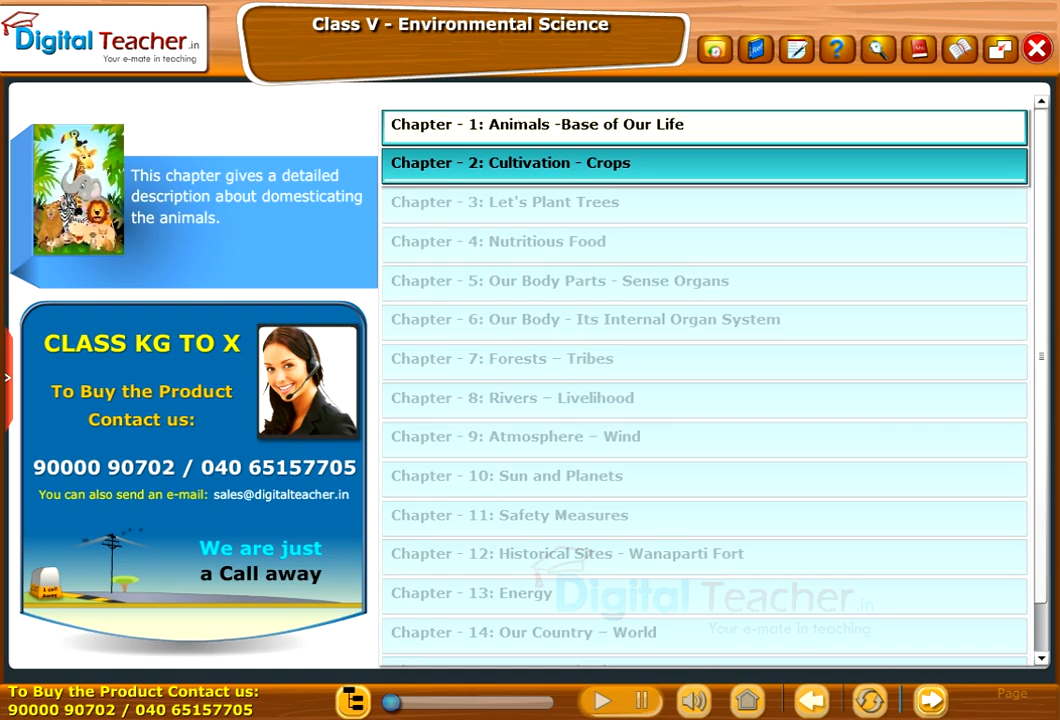 Digital Teacher.in
Your e-mate in teaching
Class V - Environmental Science
This chapter gives a detailed
description about domesticating
the animals.
CLASS KG TO X
To Buy the Product
Contact us:
90000 90702 / 040 65157705
You can also send an e-mail: sales@digitalteacher.in
We are just
a Call away
1 Call
Away
Chapter - 1: Animals -Base of Our Life
Chapter - 2: Cultivation - Crops
Chapter - 3: Let's Plant Trees
Chapter - 4: Nutritious Food
Chapter - 5: Our Body Parts - Sense Organs
Chapter - 6: Our Body - Its Internal Organ System
Chapter - 7: Forests – Tribes
Chapter - 8: Rivers – Livelihood
Chapter - 9: Atmosphere – Wind
Chapter - 10: Sun and Planets
Chapter - 11: Safety Measures
Chapter - 12: Historical Sites - Wanaparti Fort
Chapter - 13: Energy
Chapter - 14: Our Country – World
Digital Teacher.in
Your e-mate in teaching
To Buy the Product Contact us:
90000 90702 / 040 65157705
Page